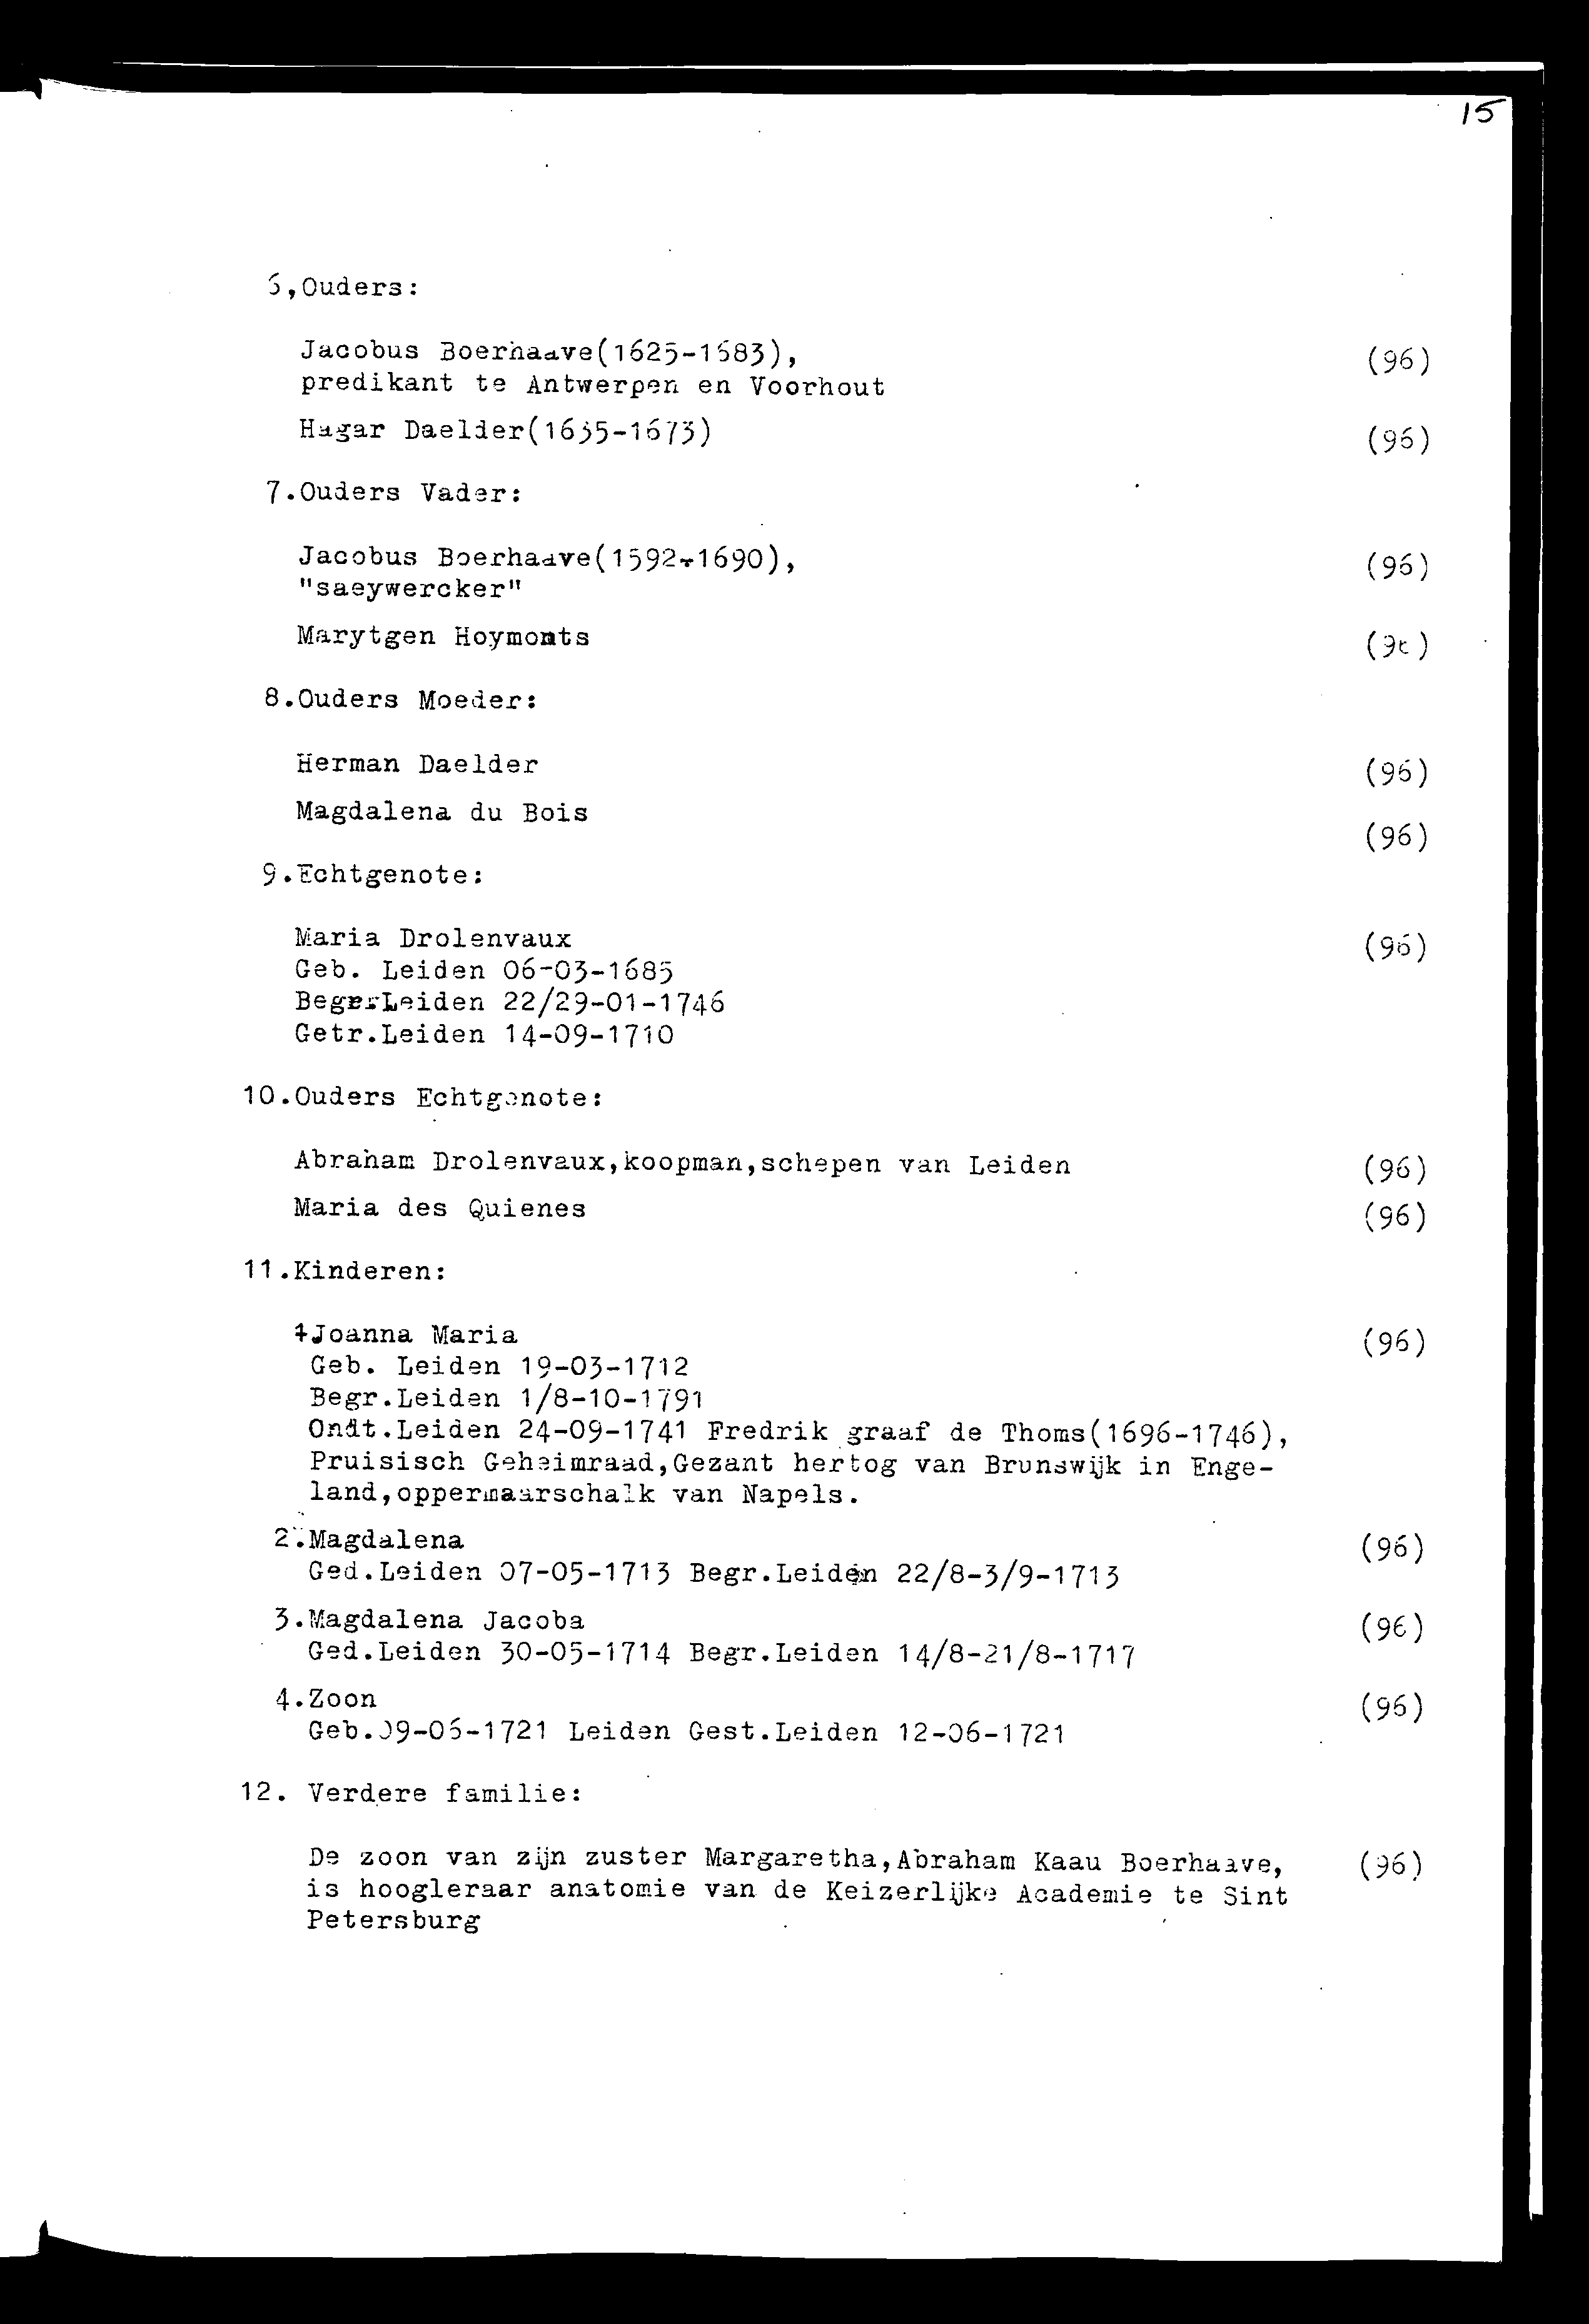 15
6,Ouders:
Jacobus Boerhaave(1625-1683),
(96)
predikant te Antwerpen en Voorhout
Hagar Daelder(1635-1673)
(96)
7.Ouders Vader:
Jacobus Boerhaave(1592-1690),
(96)
"saeywercker"
Marytgen Hoymonts
(96)
8.Ouders Moeder:
Herman Daelder
(96)
Magdalena du Bois
(96)
9.Echtgenote:
Maria Drolenvaux
(96)
Geb. Leiden 06-03-1685
Begr.Leiden 22/29-01-1746
Getr.Leiden 14-09-1710
10.Ouders Echtgenote:
Abraham Drolenvaux,koopman,schepen van Leiden
(96)
Maria des Quienes
(96)
11.Kinderen:
1.Joanna Maria
(96)
Geb. Leiden 19-03-1712
Begr.Leiden 1/8-10-1791
Ondt.Leiden 24-09-1741 Fredrik graaf de Thoms(1696-1746),
Pruisisch Geheimraad,Gezant hertog van Brunswijk in Enge-
land,oppermaarschalk van Napels.
2.Magdalena
(96)
Ged.Leiden 07-05-1713 Begr.Leiden 22/8-3/9-1713
3.Magdalena Jacoba
(96)
Ged.Leiden 30-05-1714 Begr.Leiden 14/8-21/8-1717
4.Zoon
(96)
Geb.09-06-1721 Leiden Gest.Leiden 12-06-1721
12. Verdere familie:
De zoon van zijn zuster Margaretha,Abraham Kaau Boerhaave,
(96)
is hoogleraar anatomie van de Keizerlijke Academie te Sint
Petersburg